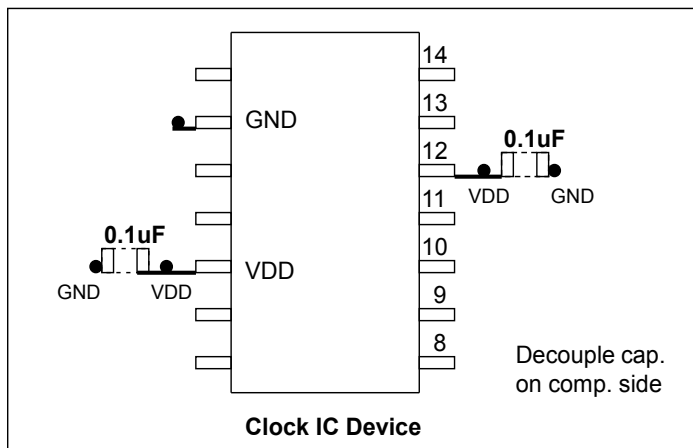 14
GND
13
0.1uF
12
VDD
GND
11
0.1uF
VDD
10
GND
VDD
9
8
Decouple cap.
on comp. side
Clock IC Device